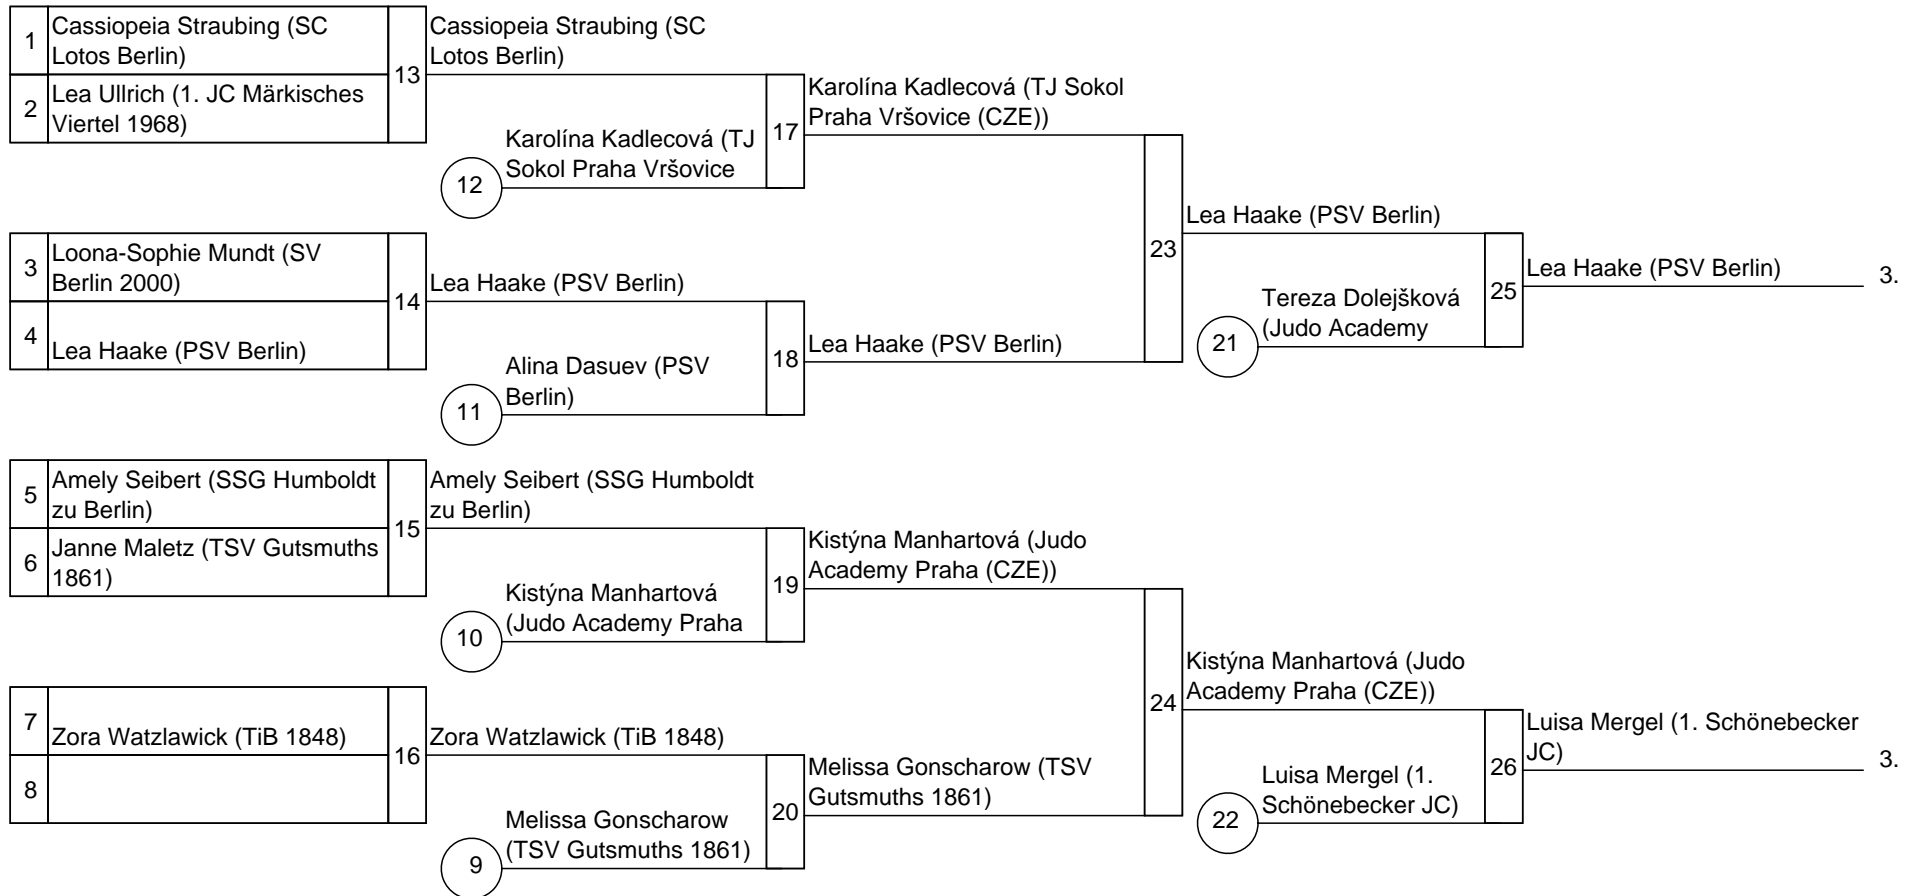 1
Cassiopeia Straubing (SC
Lotos Berlin)
2
Lea Ullrich (1. JC Märkisches
Viertel 1968)
13
Cassiopeia Straubing (SC
Lotos Berlin)
12
Karolína Kadlecová (TJ
Sokol Praha Vršovice
17
Karolína Kadlecová (TJ Sokol
Praha Vršovice (CZE))
3
Loona-Sophie Mundt (SV
Berlin 2000)
4
Lea Haake (PSV Berlin)
14
Lea Haake (PSV Berlin)
11
Alina Dasuev (PSV
Berlin)
18
Lea Haake (PSV Berlin)
23
Lea Haake (PSV Berlin)
21
Tereza Dolejšková
(Judo Academy
25
Lea Haake (PSV Berlin)
3.
5
Amely Seibert (SSG Humboldt
zu Berlin)
6
Janne Maletz (TSV Gutsmuths
1861)
15
Amely Seibert (SSG Humboldt
zu Berlin)
10
Kistýna Manhartová
(Judo Academy Praha
19
Kistýna Manhartová (Judo
Academy Praha (CZE))
7
Zora Watzlawick (TiB 1848)
8
16
Zora Watzlawick (TiB 1848)
9
Melissa Gonscharow
(TSV Gutsmuths 1861)
20
Melissa Gonscharow (TSV
Gutsmuths 1861)
24
Kistýna Manhartová (Judo
Academy Praha (CZE))
22
Luisa Mergel (1.
Schönebecker JC)
26
Luisa Mergel (1. Schönebecker
JC)
3.